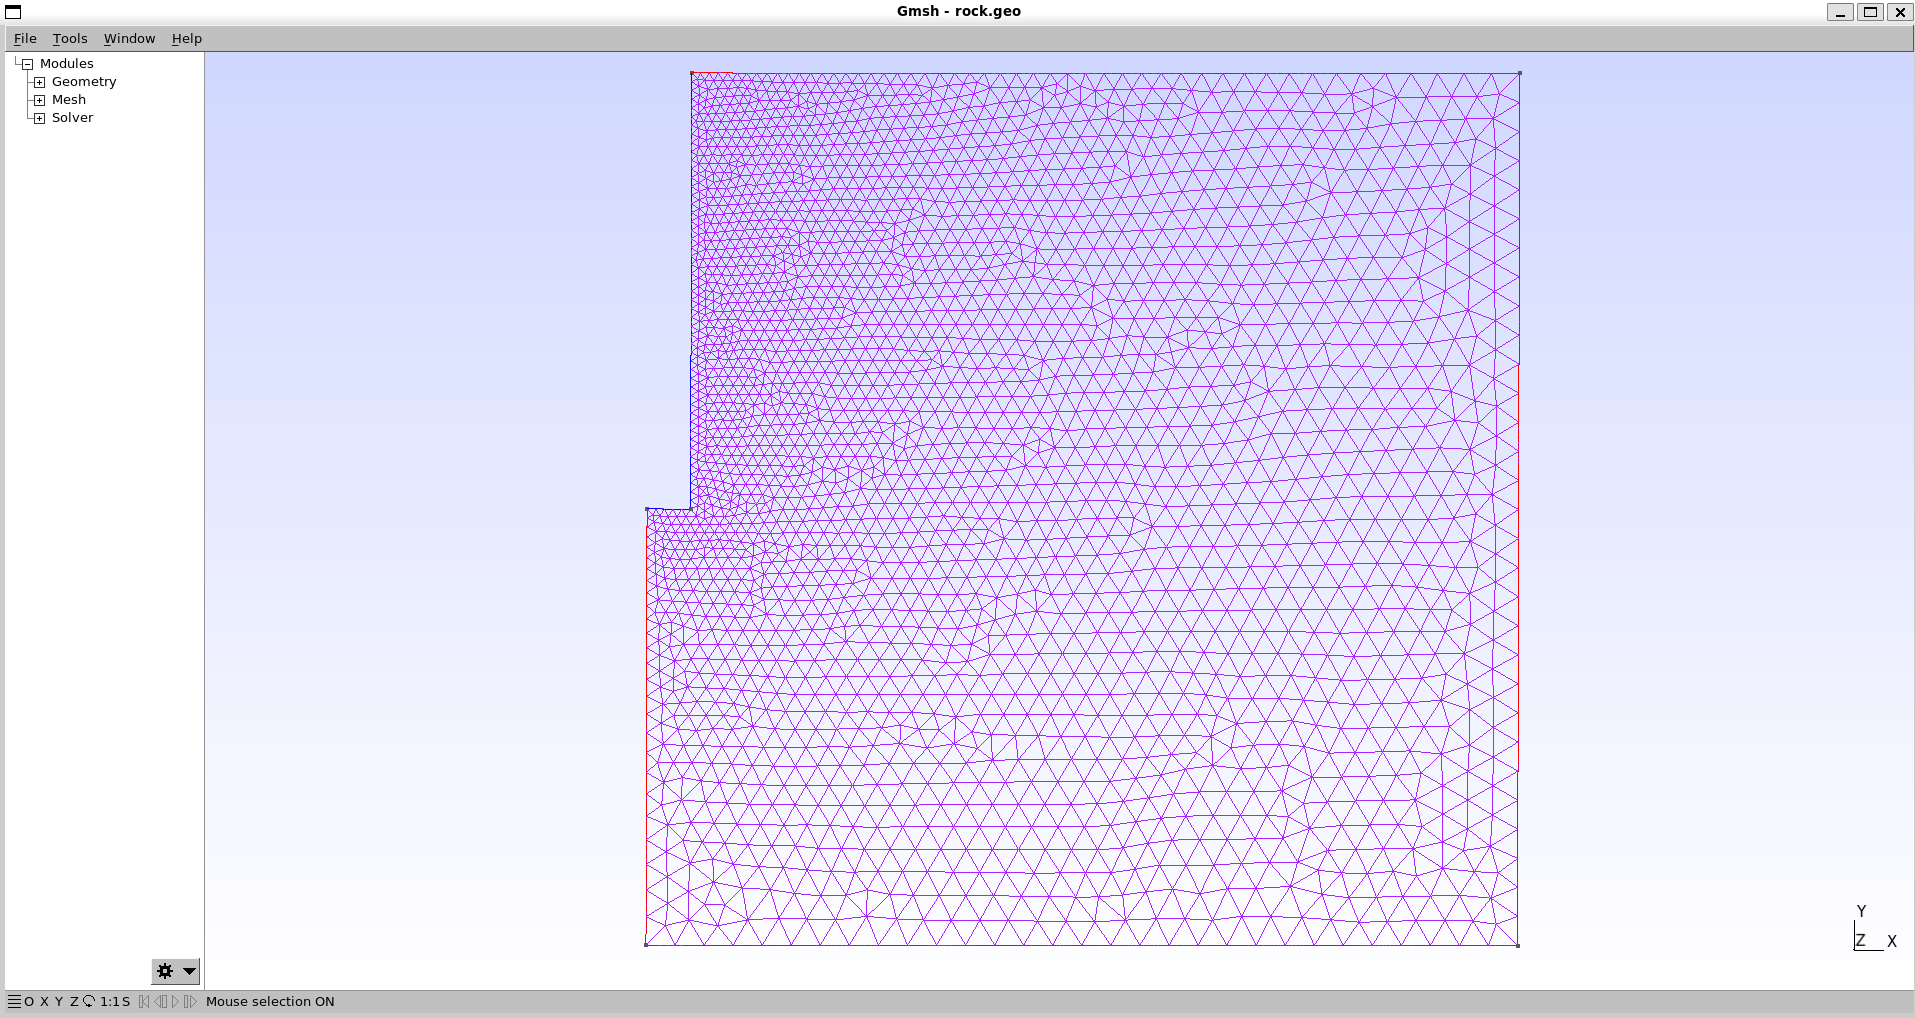 Gmsh - rock.geo
File Tools Window Help
Modules
Geometry
Mesh
Solver
Y
Z X
O X Y Z 1:1 S Mouse selection ON